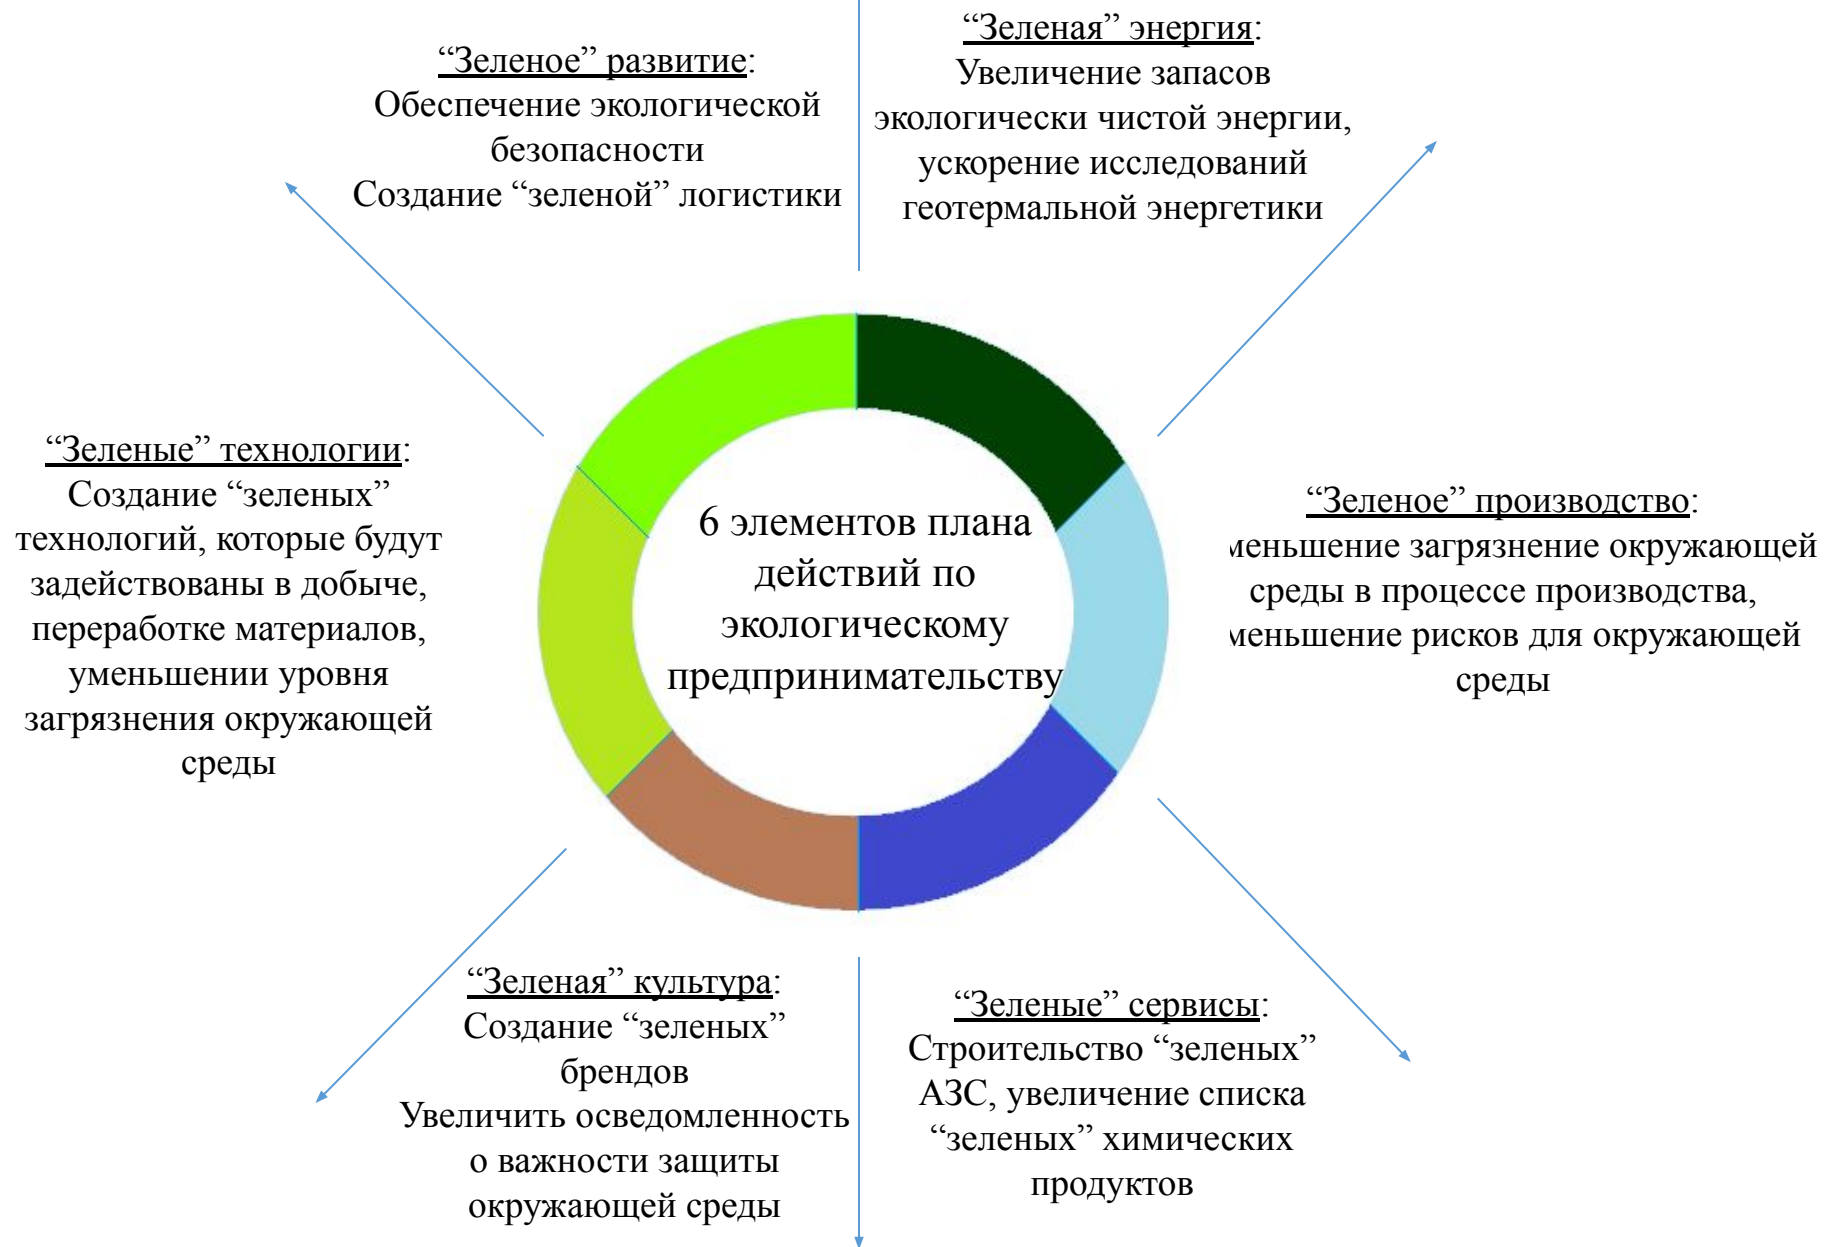 “Зеленое” развитие:
Обеспечение экологической
безопасности
Создание “зеленой” логистики
“Зеленая” энергия:
Увеличение запасов
экологически чистой энергии,
ускорение исследований
геотермальной энергетики
“Зеленые” технологии:
Создание “зеленых”
технологий, которые будут
задействованы в добыче,
переработке материалов,
уменьшении уровня
загрязнения окружающей
среды
6 элементов плана
действий по
экологическому
предпринимательству
“Зеленое” производство:
меньшение загрязнение окружающей
среды в процессе производства,
меньшение рисков для окружающей
среды
“Зеленая” культура:
Создание “зеленых”
брендов
Увеличить осведомленность
о важности защиты
окружающей среды
“Зеленые” сервисы:
Строительство “зеленых”
АЗС, увеличение списка
“зеленых” химических
продуктов